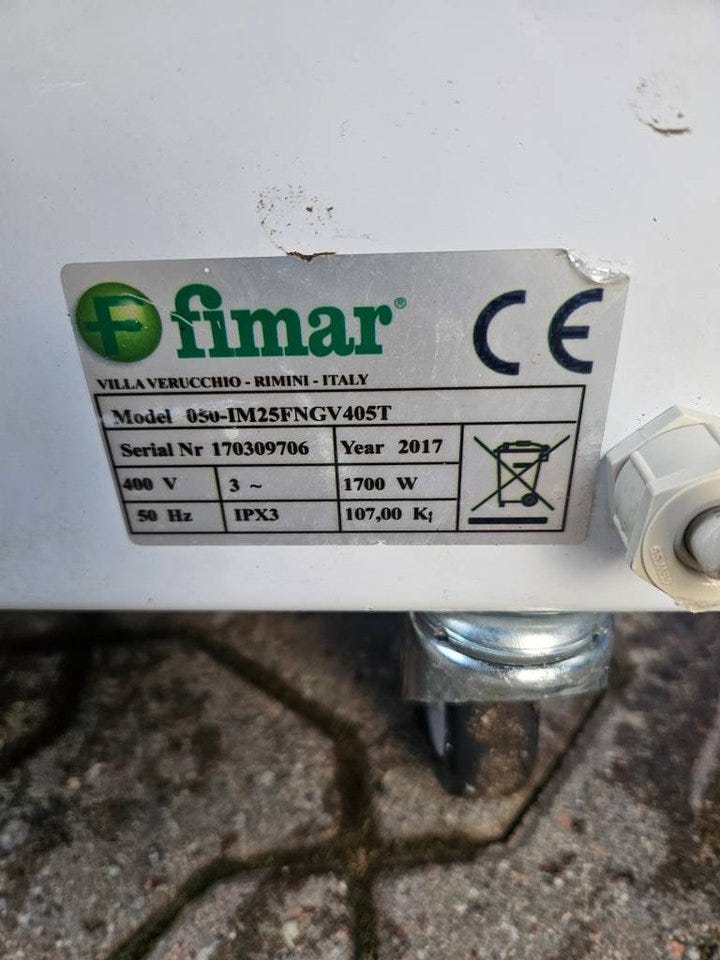 F fimar®
CE
VILLA VERUCCHIO - RIMINI - ITALY
Model 050-IM25FNGV405T
Serial Nr 170309706 Year 2017
400 V 3 ~ 1700 W
50 Hz IPX3 107,00 K
GEWISS